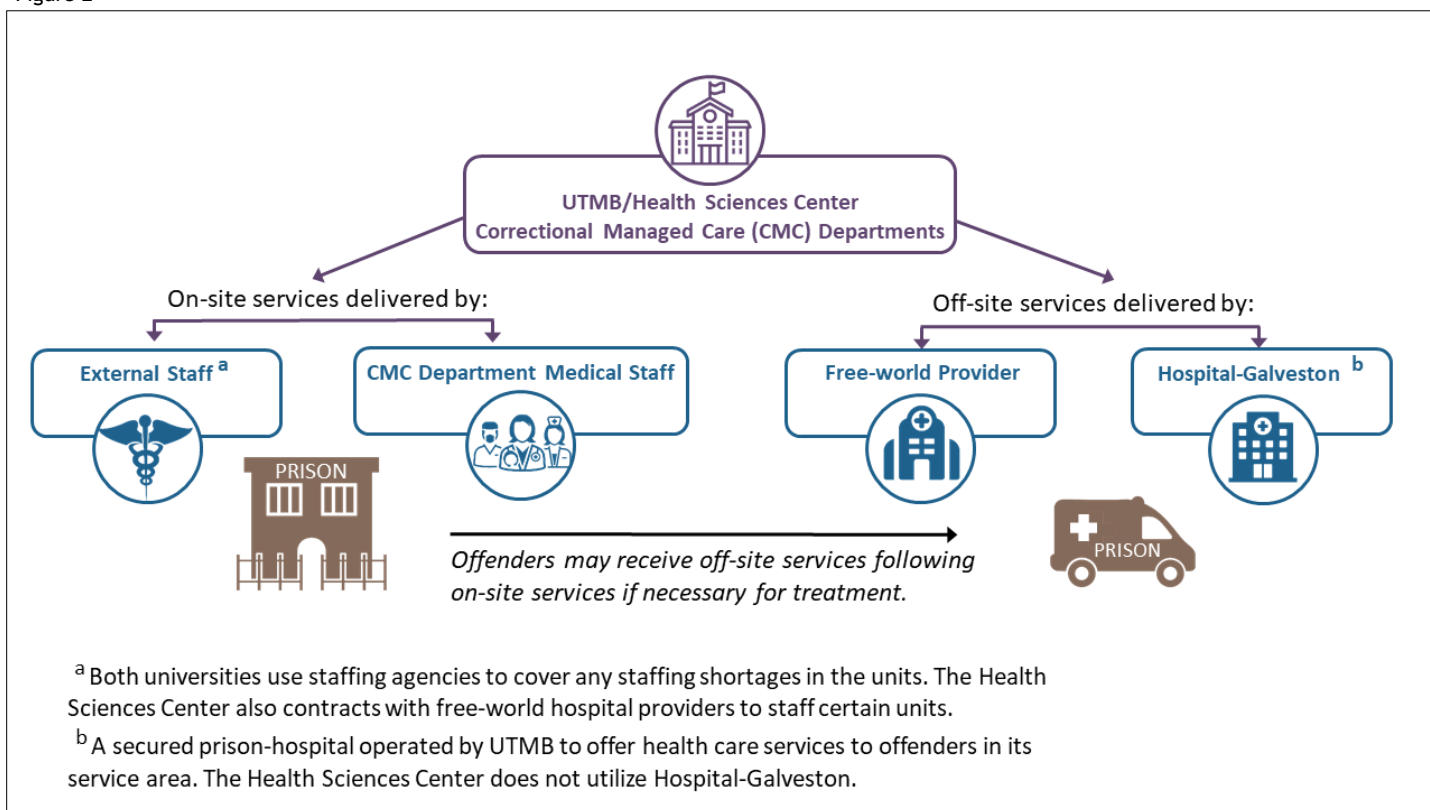 UTMB/Health Sciences Center
Correctional Managed Care (CMC) Departments
On-site services delivered by:
Off-site services delivered by:
External Staff a
CMC Department Medical Staff
Free-world Provider
Hospital-Galveston b
PRISON
PRISON
Offenders may receive off-site services following
on-site services if necessary for treatment.
a Both universities use staffing agencies to cover any staffing shortages in the units. The Health
Sciences Center also contracts with free-world hospital providers to staff certain units.
b A secured prison-hospital operated by UTMB to offer health care services to offenders in its
service area. The Health Sciences Center does not utilize Hospital-Galveston.